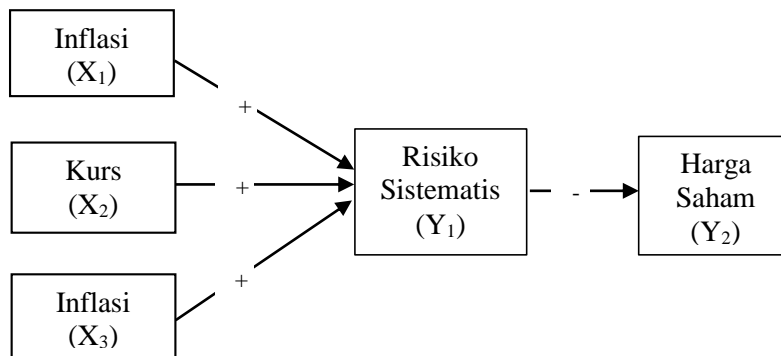 Inflasi
(X₁)
+
Kurs
(X₂)
+
Inflasi
(X₃)
+
Risiko
Sistematis
(Y₁)
-
Harga
Saham
(Y₂)